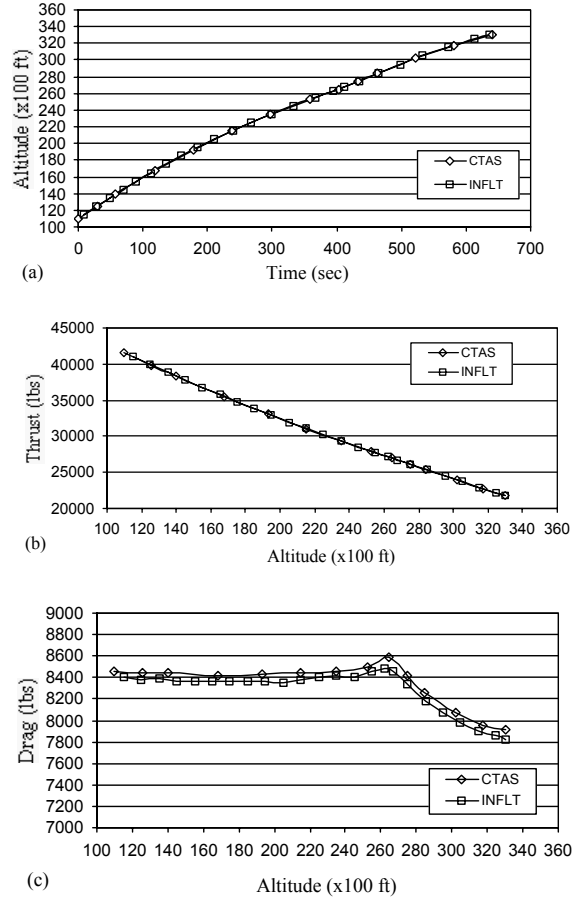 360
340
320
300
280
260
240
220
200
180
160
140
120
100
Altitude (x100 ft)
CTAS
INFLT
0 100 200 300 400 500 600 700
(a)
Time (sec)
45000
40000
35000
30000
25000
20000
Thrust (lbs)
CTAS
INFLT
100 120 140 160 180 200 220 240 260 280 300 320 340 360
(b)
Altitude (x100 ft)
9000
8800
8600
8400
8200
8000
7800
7600
7400
7200
7000
Drag (lbs)
CTAS
INFLT
100 120 140 160 180 200 220 240 260 280 300 320 340 360
(c)
Altitude (x100 ft)